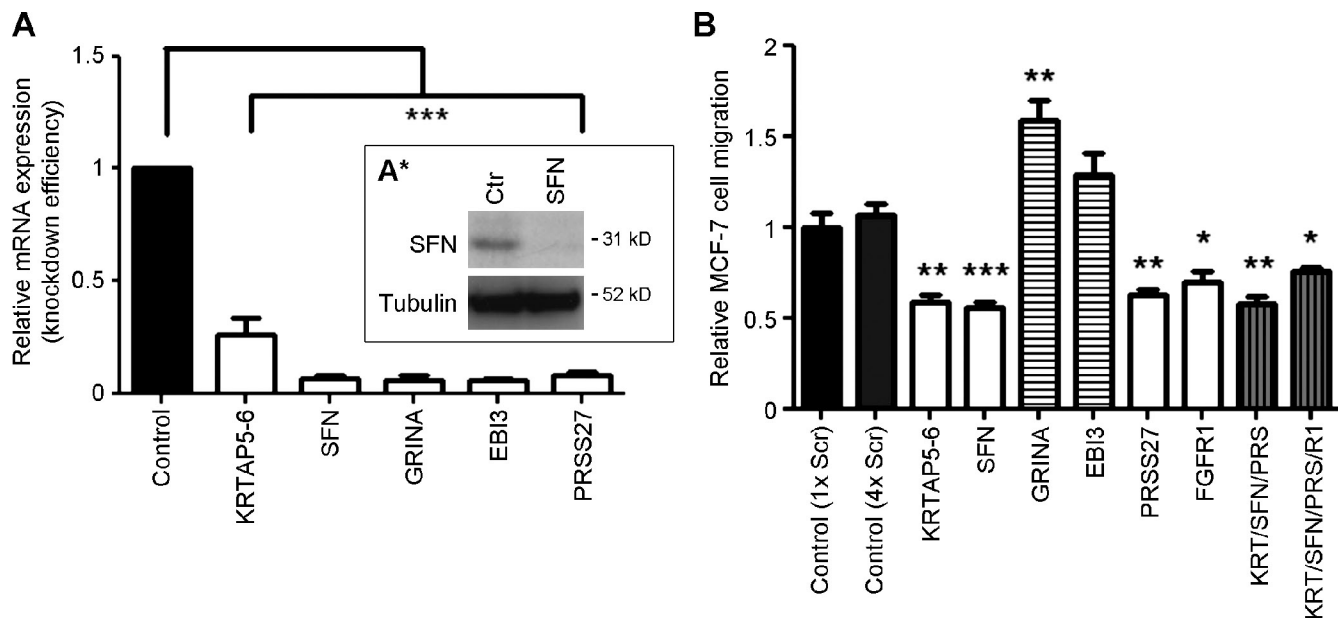 A
Relative mRNA expression
(knockdown efficiency)
1.5
1
0.5
0
***
A*
Ctr
SFN
SFN
- 31 kD
Tubulin
- 52 kD
Control
KRTAP5-6
SFN
GRINA
EBI3
PRSS27
B
Relative MCF-7 cell migration
2
1.5
1
0.5
0
**
***
**
**
*
**
*
Control (1x Scr)
Control (4x Scr)
KRTAP5-6
SFN
GRINA
EBI3
PRSS27
FGFR1
KRT/SFN/PRS
KRT/SFN/PRS/R1